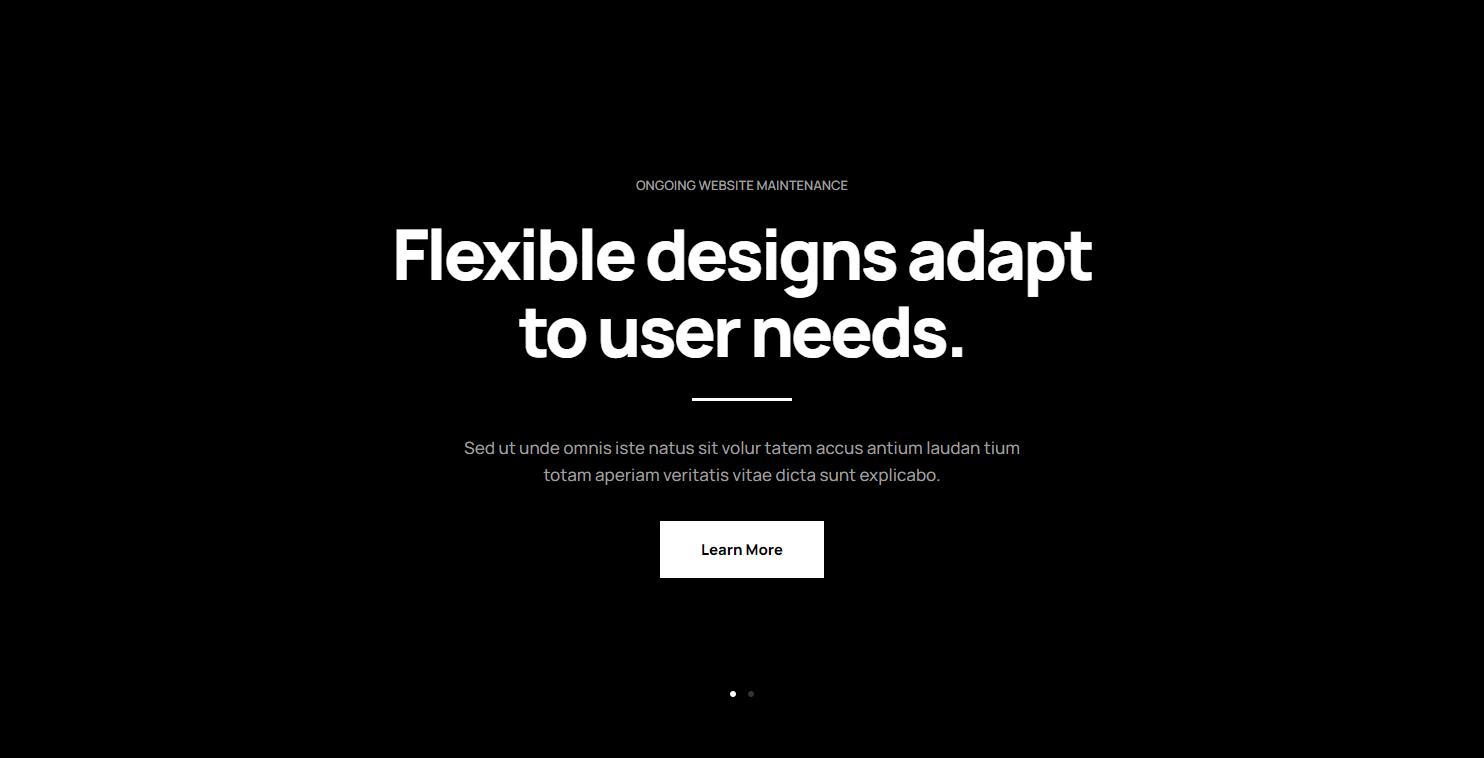 ONGOING WEBSITE MAINTENANCE
Flexible designs adapt
to user needs.
Sed ut unde omnis iste natus sit volur tatem accus antium laudan tium
totam aperiam veritatis vitae dicta sunt explicabo.
Learn More